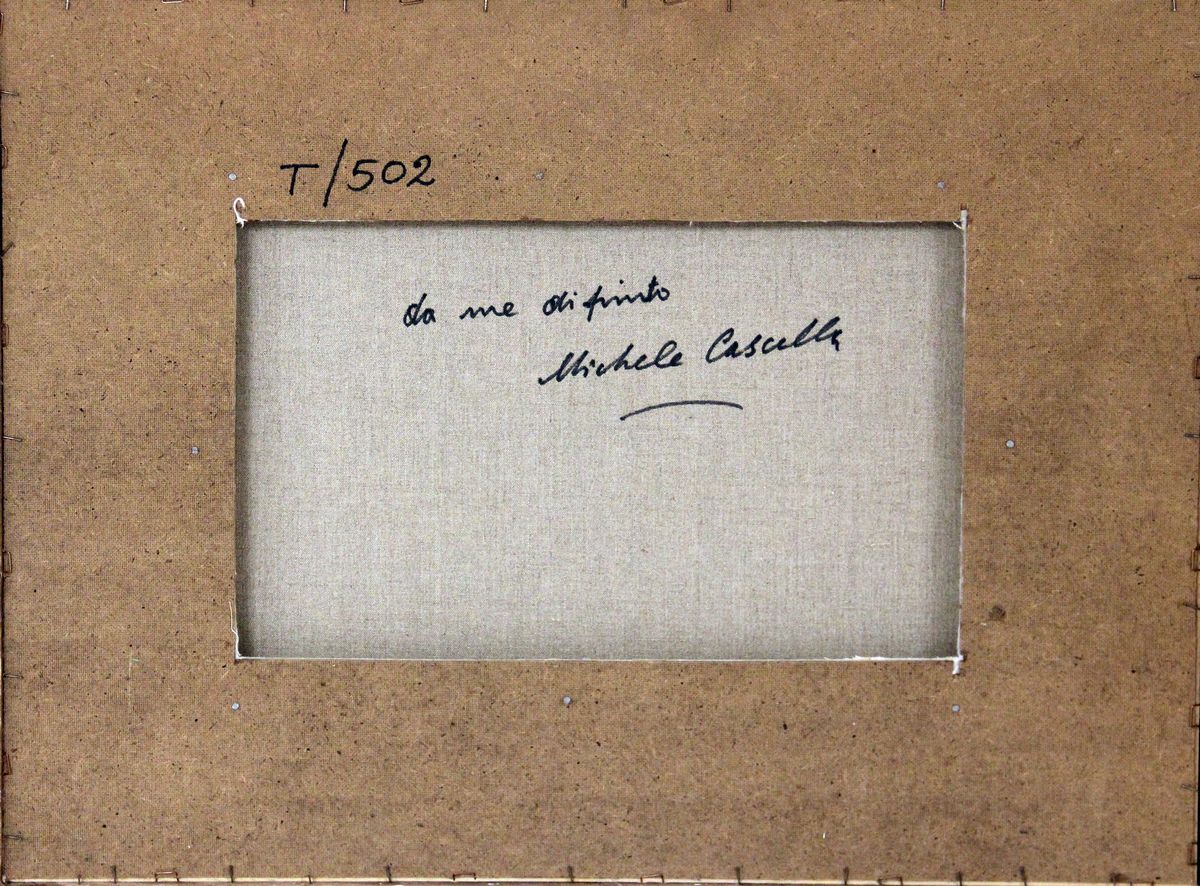 T/502
da me dipinto
Michele Cascella